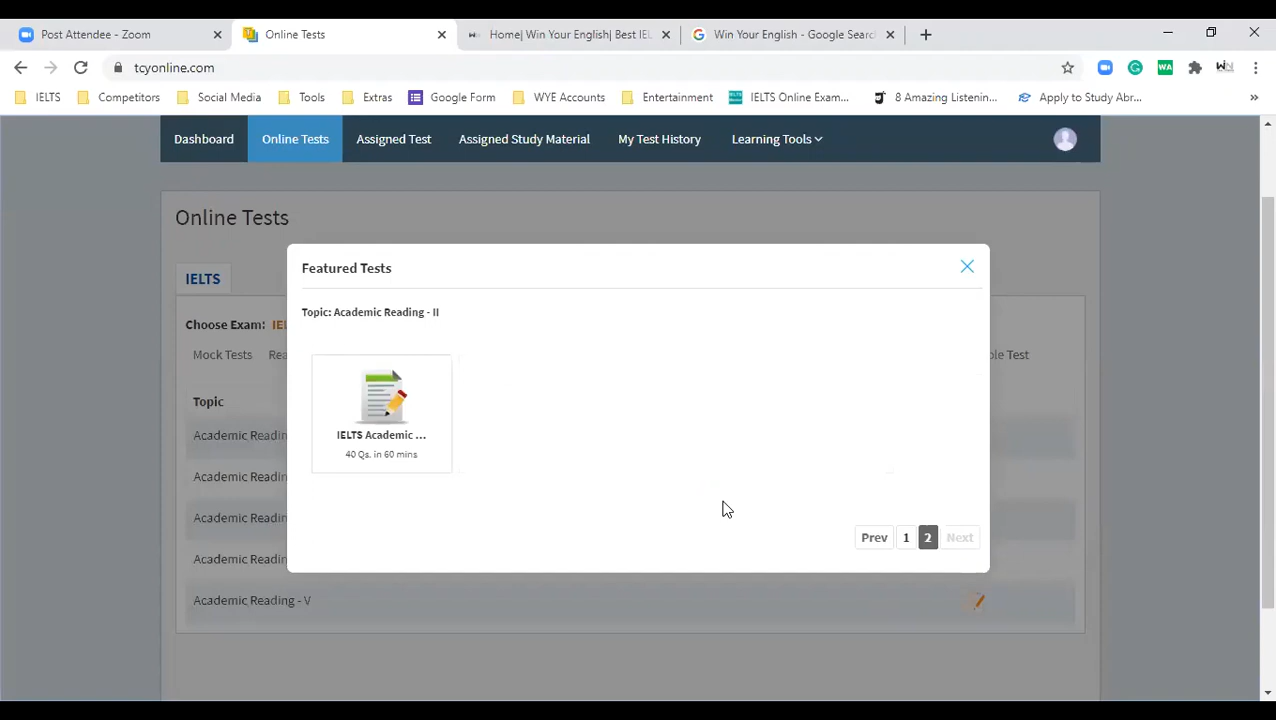 Post Attendee - Zoom
Online Tests
Home| Win Your English| Best IEL
Win Your English - Google Search
tcyonline.com
IELTS
Competitors
Social Media
Tools
Extras
Google Form
WYE Accounts
Entertainment
IELTS Online Exam...
8 Amazing Listenin...
Apply to Study Abr...
Dashboard
Online Tests
Assigned Test
Assigned Study Material
My Test History
Learning Tools
Online Tests
IELTS
Featured Tests
Topic: Academic Reading - II
Choose Exam: IE
Mock Tests Rea
ple Test
Topic
Academic Readin
IELTS Academic ...
40 Qs. in 60 mins
Academic Readin
Academic Readin
Prev 1 2 Next
Academic Readin
Academic Reading - V